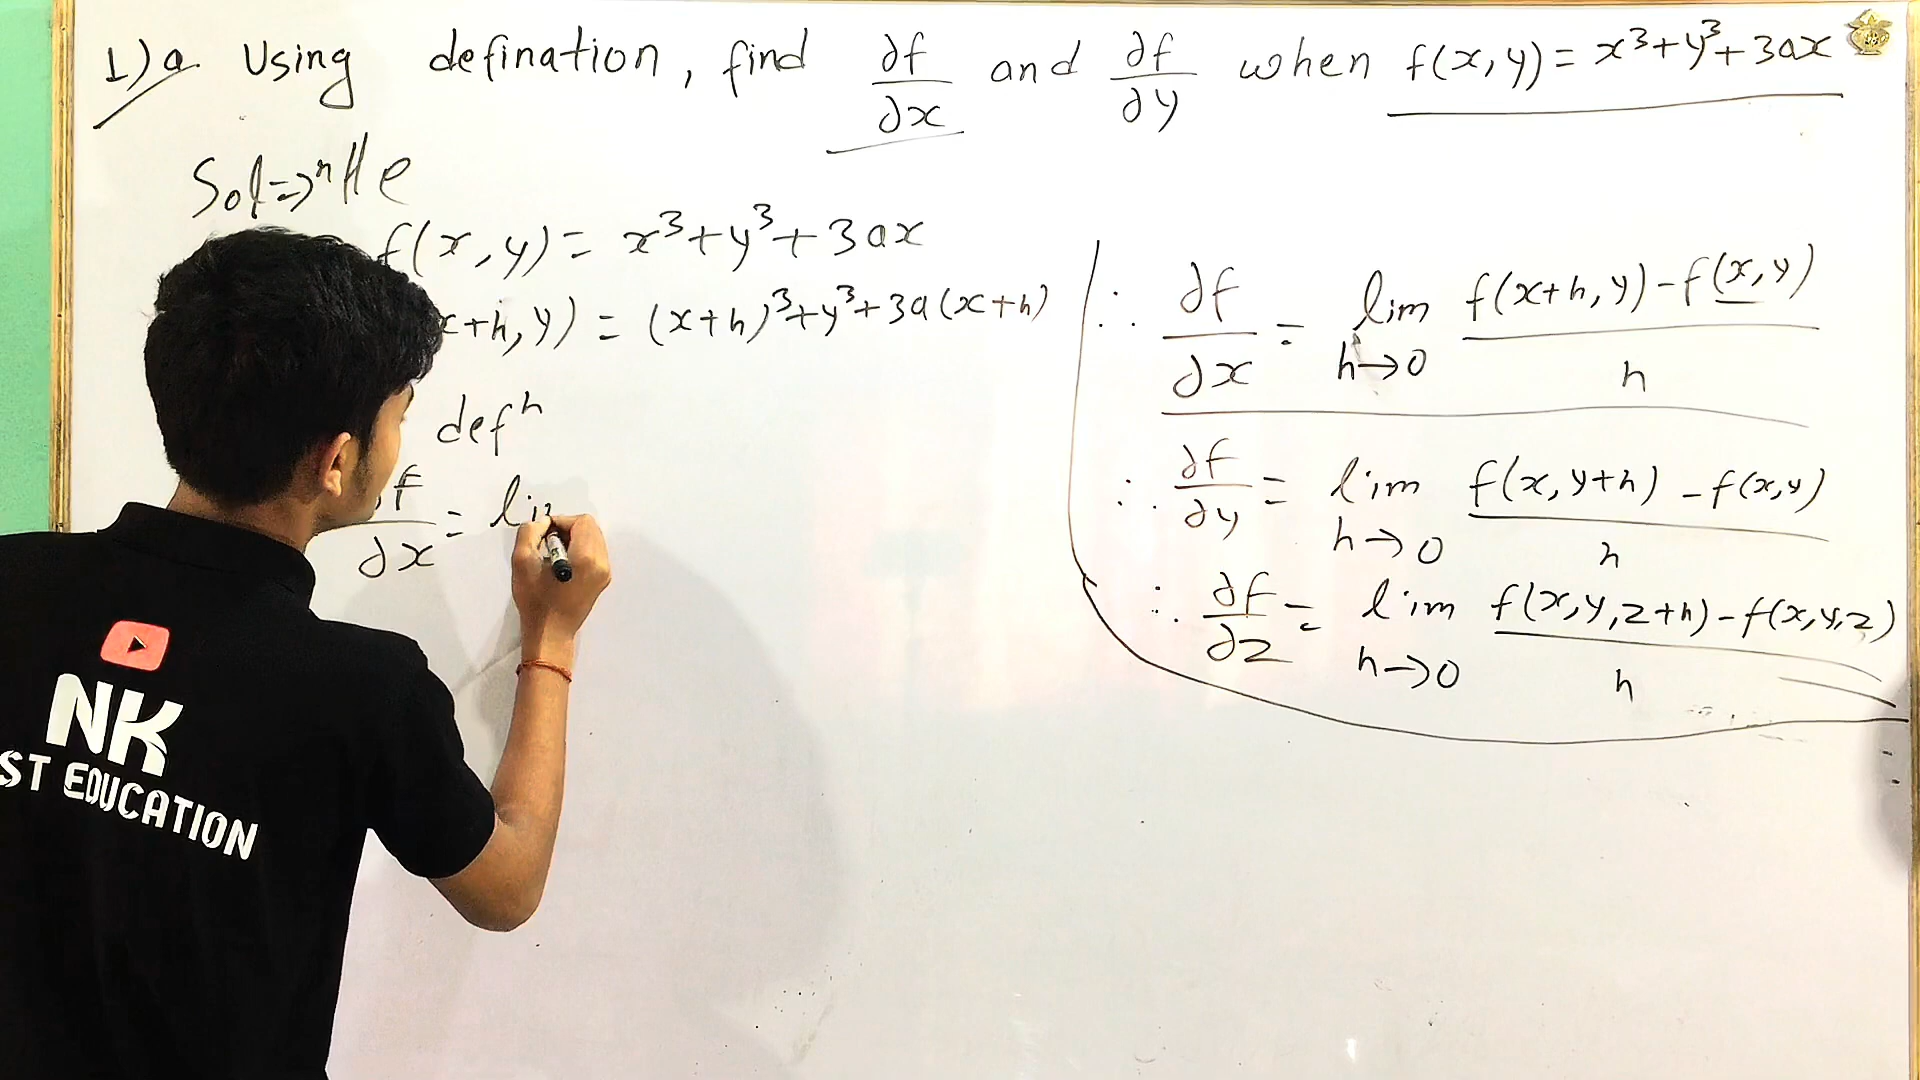 1) a. Using defination, find ∂f/∂x and ∂f/∂y when f(x,y) = x³+y³+3ax
Solⁿ⇒ He
f(x,y) = x³+y³+3ax
x+h,y) = (x+h)³+y³+3a(x+h)
defⁿ
∂f/∂x = lim
∴ ∂f/∂x = lim h→0 f(x+h,y)-f(x,y)/h
∴ ∂f/∂y = lim h→0 f(x,y+h)-f(x,y)/h
∴ ∂f/∂z = lim h→0 f(x,y,z+h)-f(x,y,z)/h
NK
ST EDUCATION